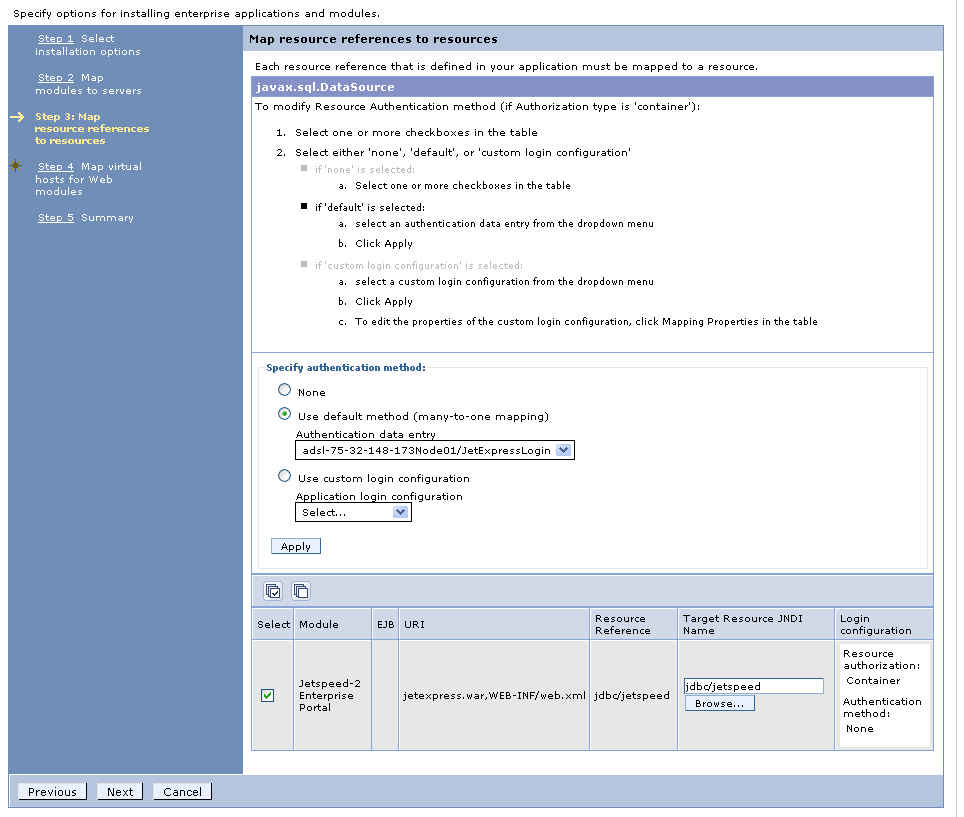 Specify options for installing enterprise applications and modules.
Step 1 Select
installation options
Step 2 Map
modules to servers
Step 3: Map
resource references
to resources
Step 4 Map virtual
hosts for Web
modules
Step 5 Summary
Map resource references to resources
Each resource reference that is defined in your application must be mapped to a resource.
javax.sql.DataSource
To modify Resource Authentication method (if Authorization type is 'container'):
1. Select one or more checkboxes in the table
2. Select either 'none', 'default', or 'custom login configuration'
if 'none' is selected:
a. Select one or more checkboxes in the table
if 'default' is selected:
a. select an authentication data entry from the dropdown menu
b. Click Apply
if 'custom login configuration' is selected:
a. select a custom login configuration from the dropdown menu
b. Click Apply
c. To edit the properties of the custom login configuration, click Mapping Properties in the table
Specify authentication method:
None
Use default method (many-to-one mapping)
Authentication data entry
adsl-75-32-148-173Node01/JetExpressLogin
Use custom login configuration
Application login configuration
Select...
Apply
Select Module EJB URI Resource Reference Target Resource JNDI Name Login configuration
Jetspeed-2
Enterprise
Portal
jetexpress.war,WEB-INF/web.xml
jdbc/jetspeed
jdbc/jetspeed
Browse...
Resource
authorization:
Container
Authentication
method:
None
Previous Next Cancel